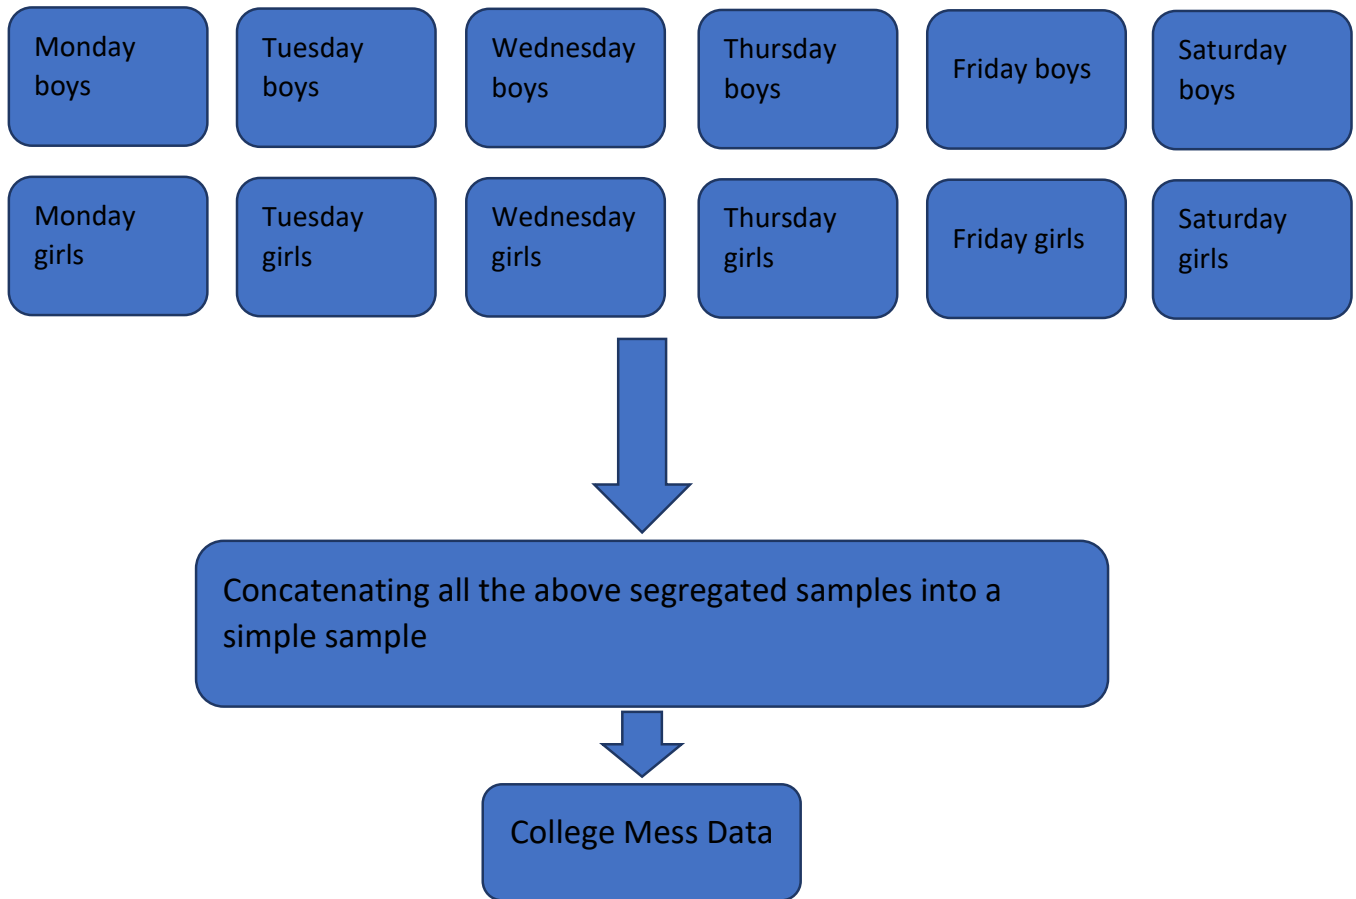 Monday
boys
Tuesday
boys
Wednesday
boys
Thursday
boys
Friday boys
Saturday
boys
Monday
girls
Tuesday
girls
Wednesday
girls
Thursday
girls
Friday girls
Saturday
girls
Concatenating all the above segregated samples into a
simple sample
College Mess Data